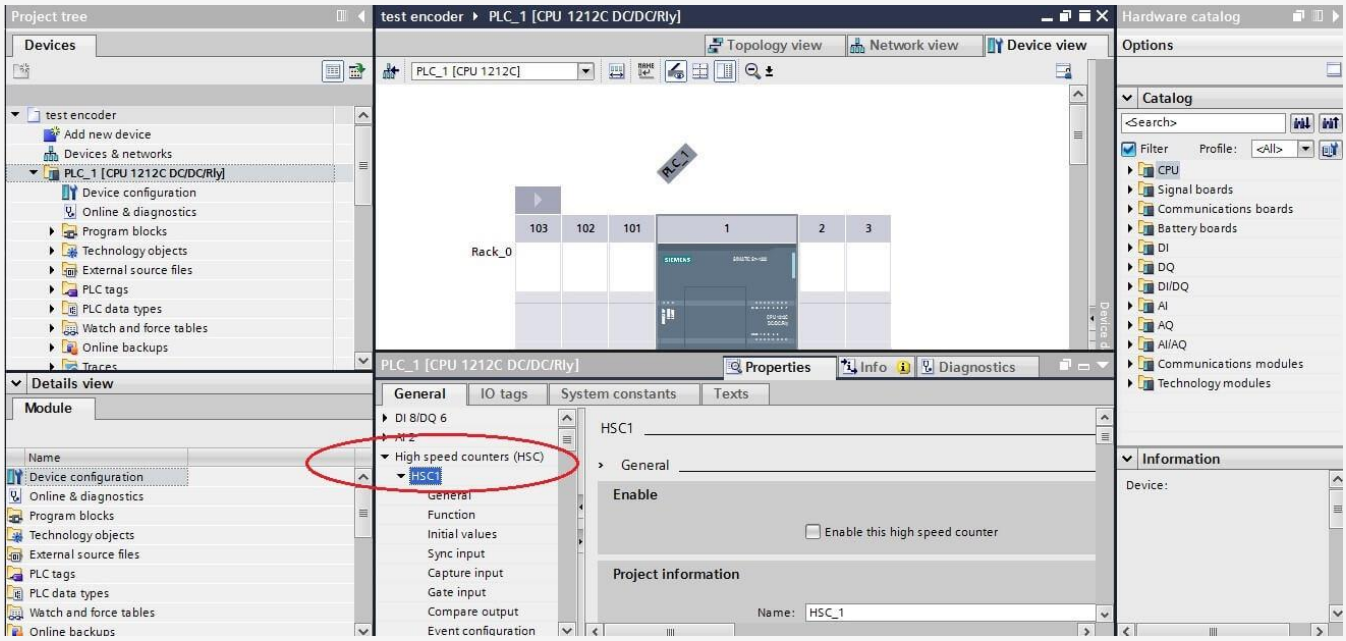 Project tree
Devices
test encoder
Add new device
Devices & networks
PLC_1 [CPU 1212C DC/DC/Rly]
Device configuration
Online & diagnostics
Program blocks
Technology objects
External source files
PLC tags
PLC data types
Watch and force tables
Online backups
Traces
Details view
Module
Name
Device configuration
Online & diagnostics
Program blocks
Technology objects
External source files
PLC tags
PLC data types
Watch and force tables
Online backups
test encoder PLC_1 [CPU 1212C DC/DC/Rly]
Topology view Network view Device view
PLC_1 [CPU 1212C]
PLC_1
103 102 101 1 2 3
Rack_0
SIEMENS
PLC_1 [CPU 1212C DC/DC/Rly]
Properties Info Diagnostics
General IO tags System constants Texts
DI 8/DQ 6
AI 2
High speed counters (HSC)
HSC1
General
Function
Initial values
Sync input
Capture input
Gate input
Compare output
Event configuration
HSC1
General
Enable
Enable this high speed counter
Project information
Name: HSC_1
Hardware catalog
Options
Catalog
<Search>
Filter Profile: <All>
CPU
Signal boards
Communications boards
Battery boards
DI
DQ
DI/DQ
AI
AQ
AI/AQ
Communications modules
Technology modules
Information
Device: